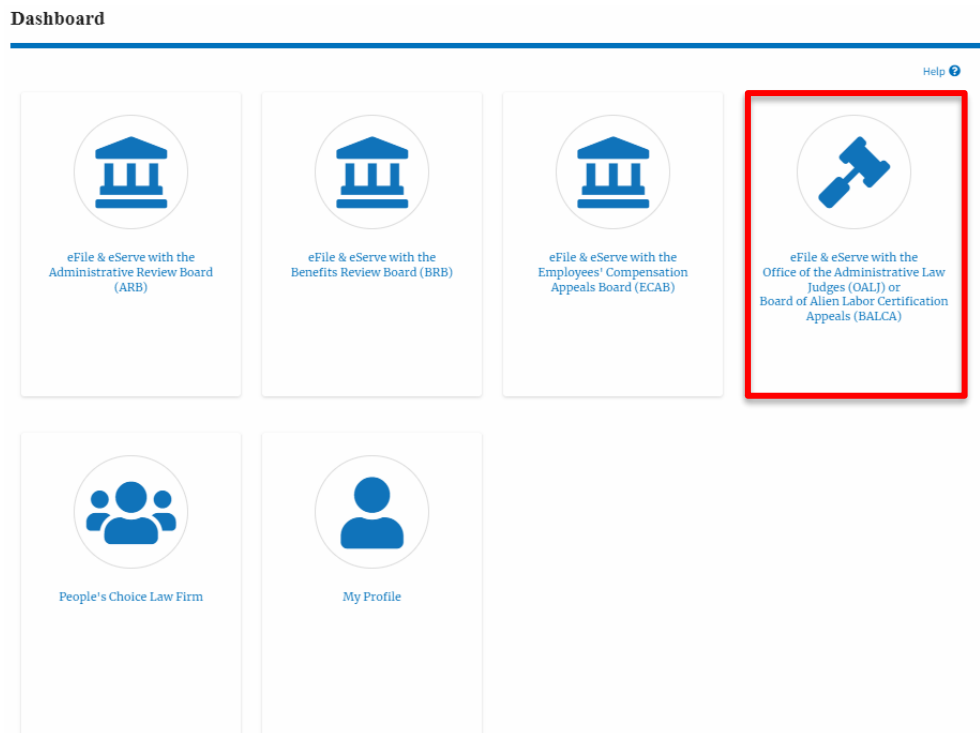 Dashboard
Help
eFile & eServe with the
Administrative Review Board
(ARB)
eFile & eServe with the
Benefits Review Board (BRB)
eFile & eServe with the
Employees' Compensation
Appeals Board (ECAB)
eFile & eServe with the
Office of the Administrative Law
Judges (OALJ) or
Board of Alien Labor Certification
Appeals (BALCA)
People's Choice Law Firm
My Profile